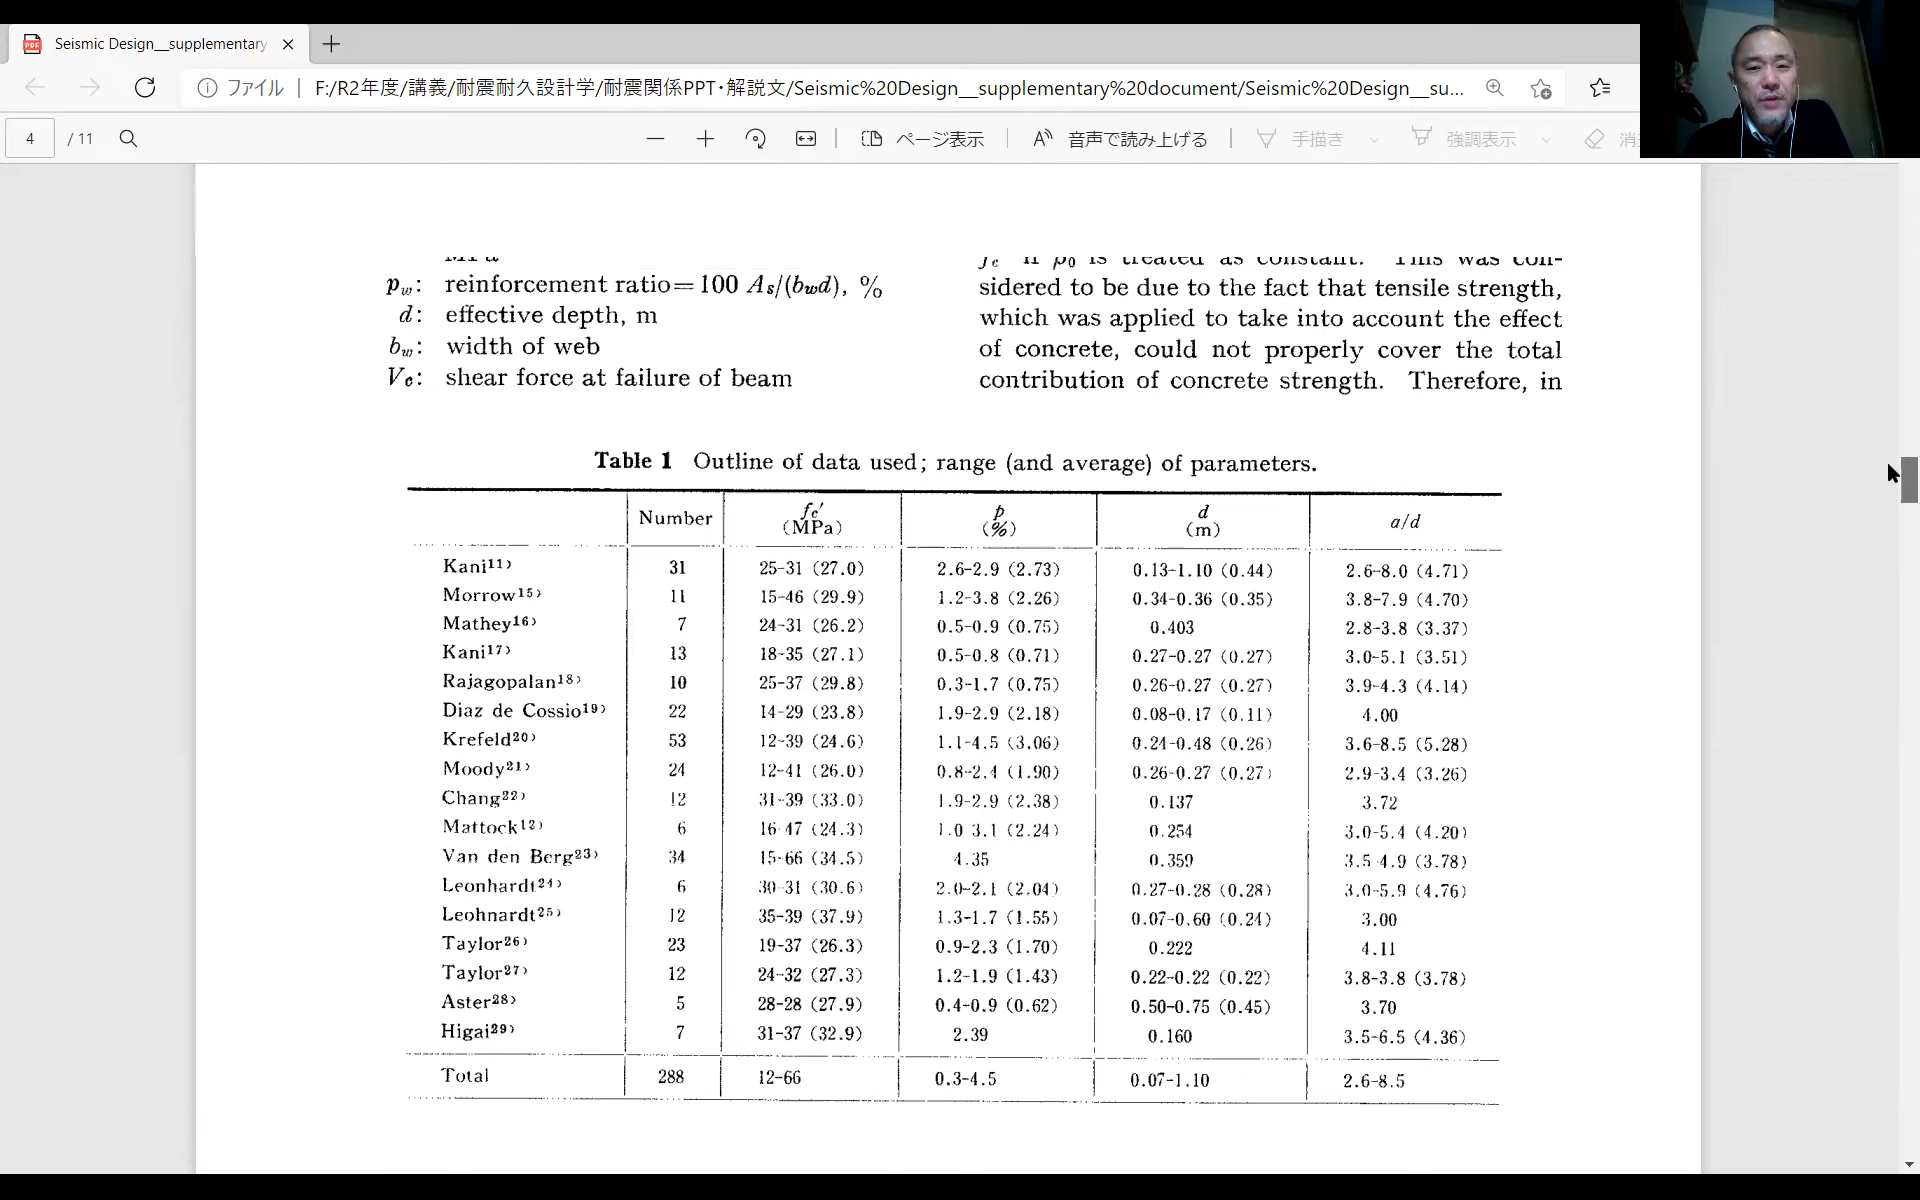 Seismic Design__supplementary
ファイル F:/R2年度/講義/耐震耐久設計学/耐震関係PPT・解説文/Seismic%20Design__supplementary%20document/Seismic%20Design__su...
4 / 11 ページ表示 音声で読み上げる 手描き 強調表示
p_w: reinforcement ratio=100 A_s/(b_w d), %
d: effective depth, m
b_w: width of web
V_c: shear force at failure of beam
is treated as constant. This was con-
sidered to be due to the fact that tensile strength,
which was applied to take into account the effect
of concrete, could not properly cover the total
contribution of concrete strength. Therefore, in
Table 1 Outline of data used; range (and average) of parameters.
Number fc′ (MPa) p (%) d (m) a/d
Kani11) 31 25-31 (27.0) 2.6-2.9 (2.73) 0.13-1.10 (0.44) 2.6-8.0 (4.71)
Morrow15) 11 15-46 (29.9) 1.2-3.8 (2.26) 0.34-0.36 (0.35) 3.8-7.9 (4.70)
Mathey16) 7 24-31 (26.2) 0.5-0.9 (0.75) 0.403 2.8-3.8 (3.37)
Kani17) 13 18-35 (27.1) 0.5-0.8 (0.71) 0.27-0.27 (0.27) 3.0-5.1 (3.51)
Rajagopalan18) 10 25-37 (29.8) 0.3-1.7 (0.75) 0.26-0.27 (0.27) 3.9-4.3 (4.14)
Diaz de Cossio19) 22 14-29 (23.8) 1.9-2.9 (2.18) 0.08-0.17 (0.11) 4.00
Krefeld20) 53 12-39 (24.6) 1.1-4.5 (3.06) 0.24-0.48 (0.26) 3.6-8.5 (5.28)
Moody21) 24 12-41 (26.0) 0.8-2.4 (1.90) 0.26-0.27 (0.27) 2.9-3.4 (3.26)
Chang22) 12 31-39 (33.0) 1.9-2.9 (2.38) 0.137 3.72
Mattock12) 6 16-47 (24.3) 1.0-3.1 (2.24) 0.254 3.0-5.4 (4.20)
Van den Berg23) 34 15-66 (34.5) 4.35 0.359 3.5-4.9 (3.78)
Leonhardt24) 6 30-31 (30.6) 2.0-2.1 (2.04) 0.27-0.28 (0.28) 3.0-5.9 (4.76)
Leohnardt25) 12 35-39 (37.9) 1.3-1.7 (1.55) 0.07-0.60 (0.24) 3.00
Taylor26) 23 19-37 (26.3) 0.9-2.3 (1.70) 0.222 4.11
Taylor27) 12 24-32 (27.3) 1.2-1.9 (1.43) 0.22-0.22 (0.22) 3.8-3.8 (3.78)
Aster28) 5 28-28 (27.9) 0.4-0.9 (0.62) 0.50-0.75 (0.45) 3.70
Higai29) 7 31-37 (32.9) 2.39 0.160 3.5-6.5 (4.36)
Total 288 12-66 0.3-4.5 0.07-1.10 2.6-8.5